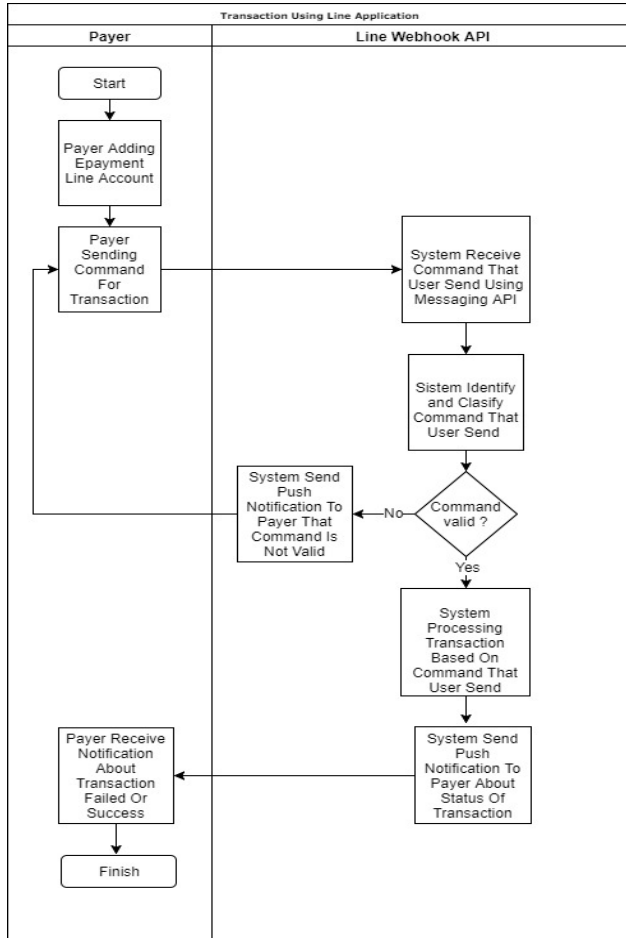 Transaction Using Line Application
Payer
Line Webhook API
Start
Payer Adding
Epayment
Line Account
Payer
Sending
Command
For
Transaction
System Receive
Command That
User Send Using
Messaging API
Sistem Identify
and Clasify
Command That
User Send
Command
valid ?
No
System Send
Push
Notification To
Payer That
Command Is
Not Valid
Yes
System
Processing
Transaction
Based On
Command That
User Send
System Send
Push
Notification To
Payer About
Status Of
Transaction
Payer Receive
Notification
About
Transaction
Failed Or
Success
Finish